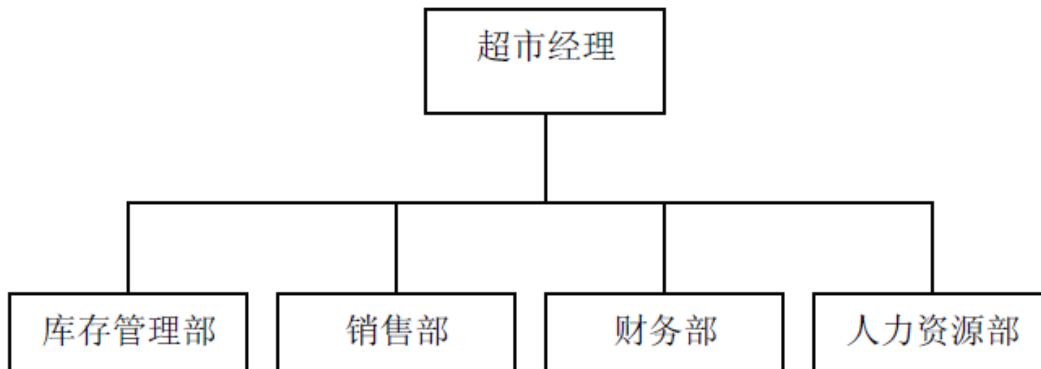 超市经理
库存管理部
销售部
财务部
人力资源部